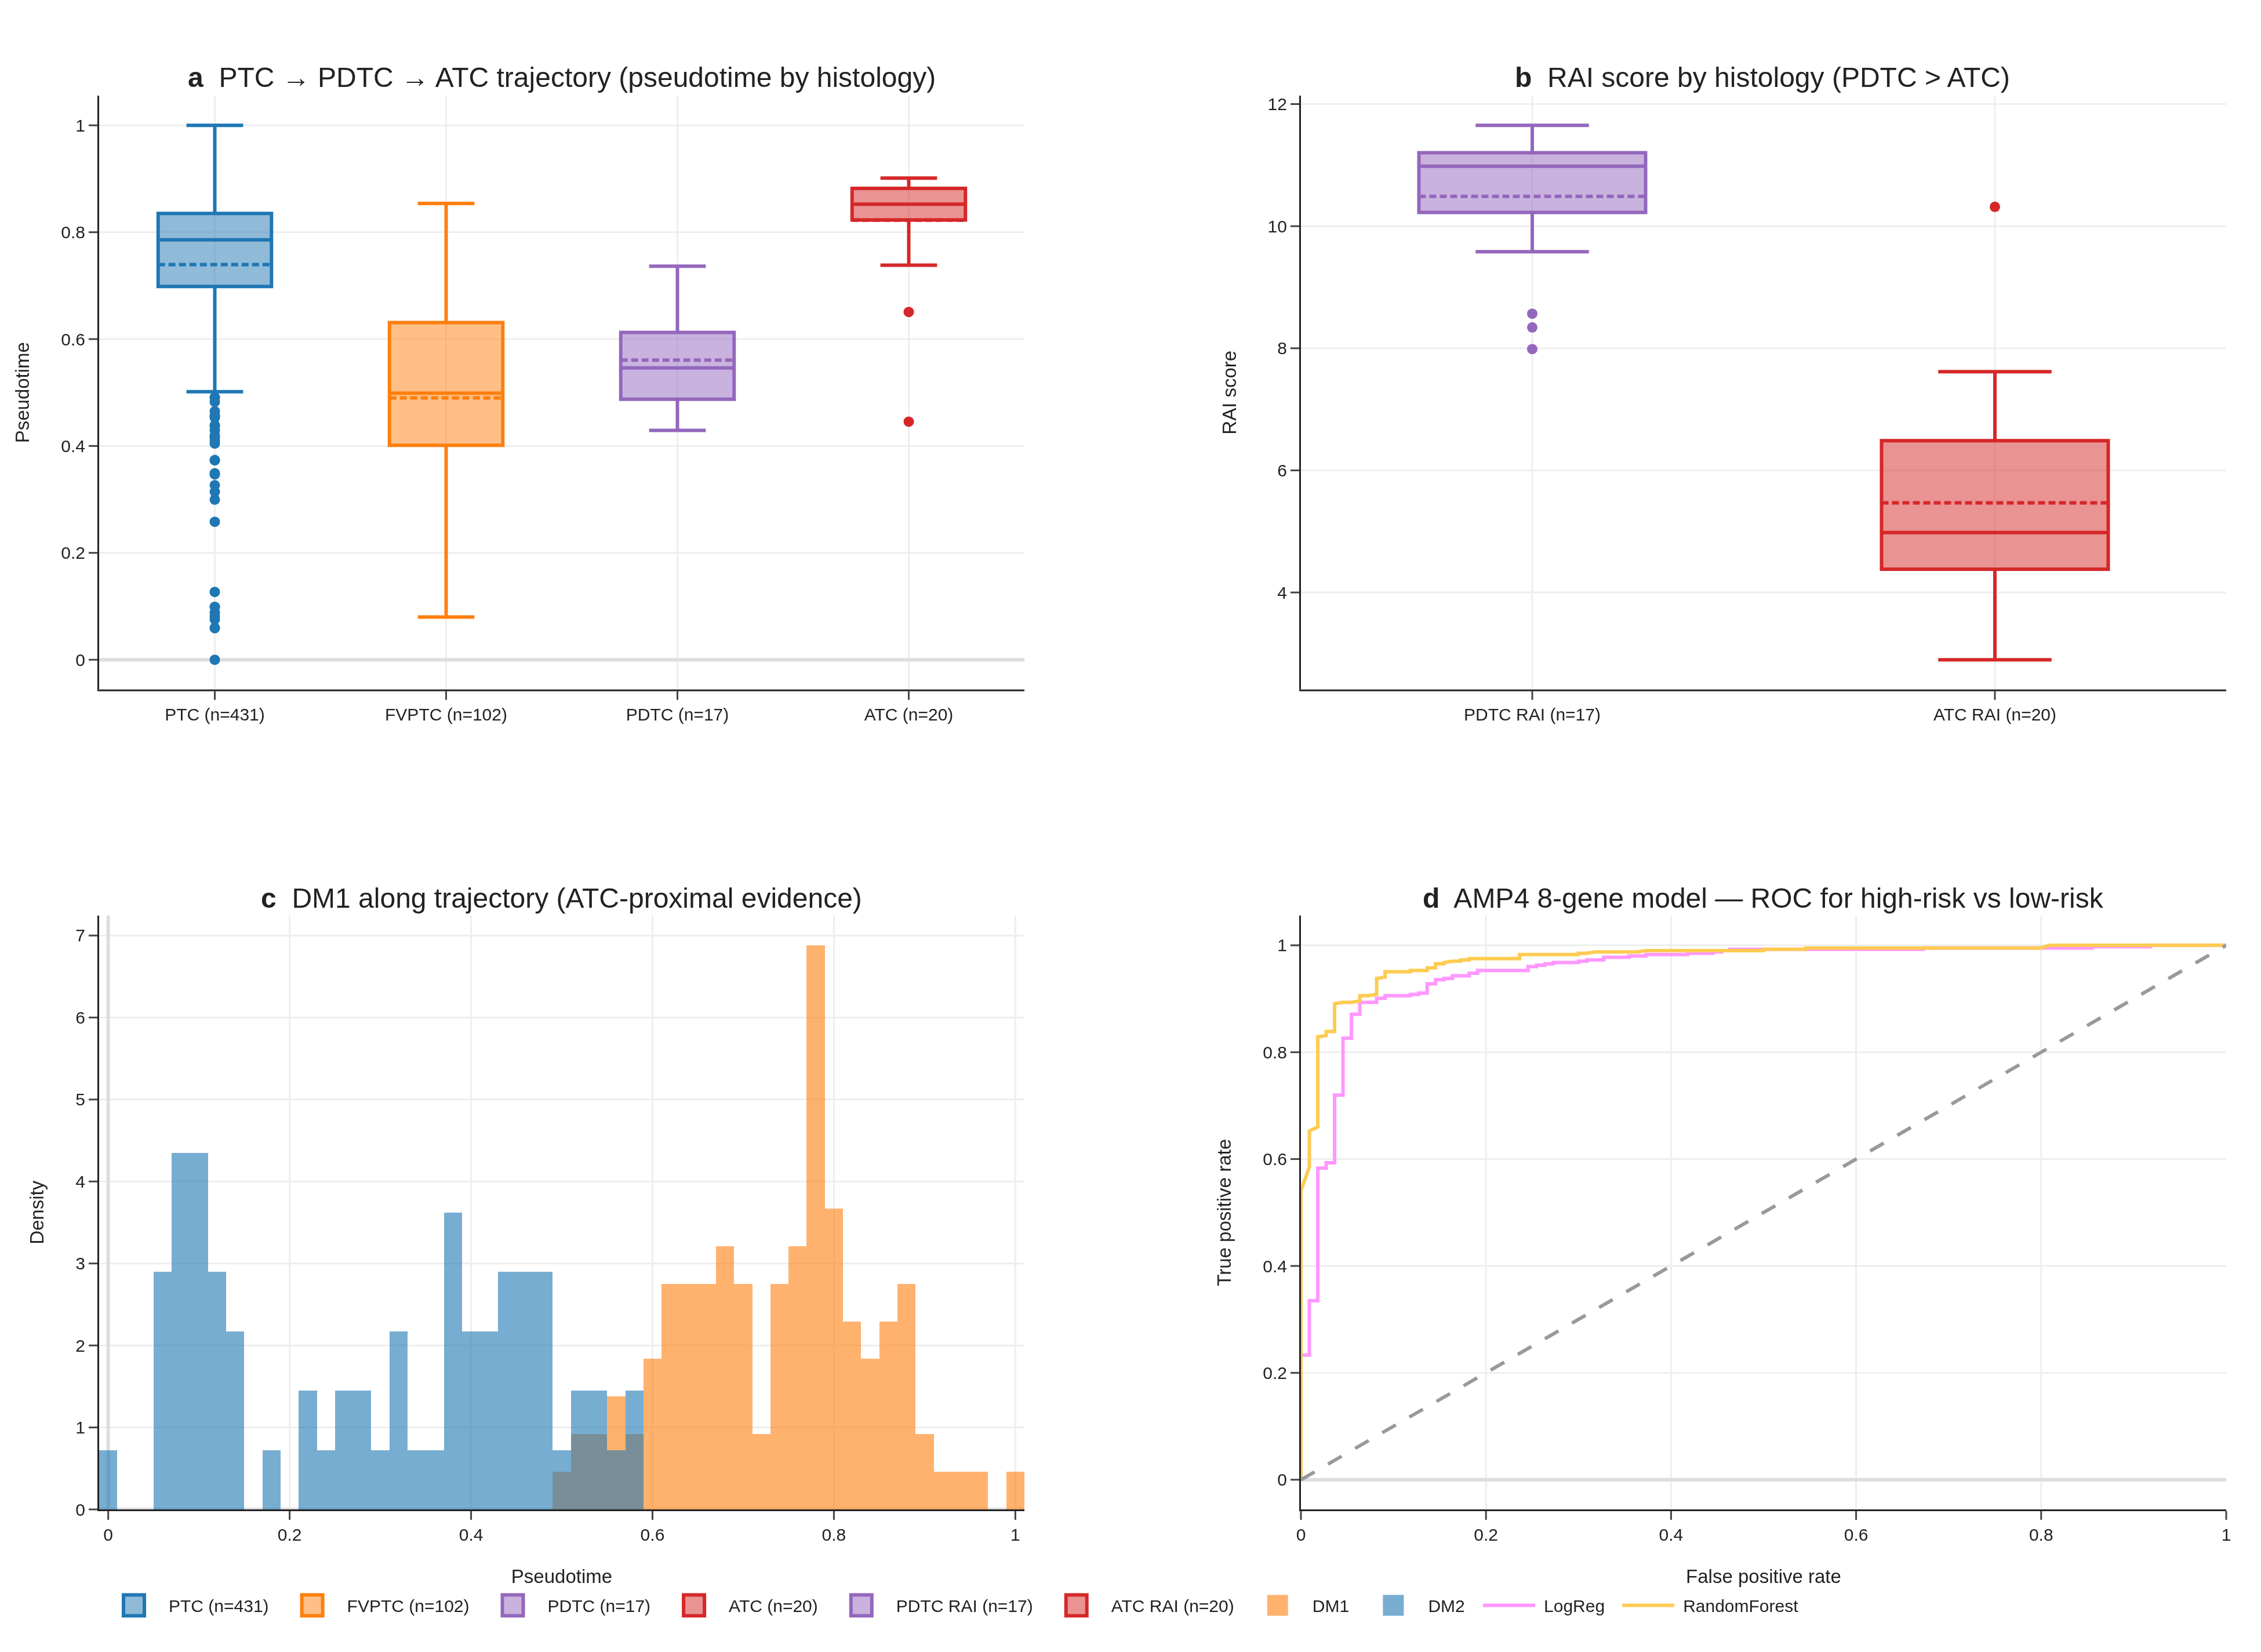 a PTC → PDTC → ATC trajectory (pseudotime by histology)
Pseudotime
1
0.8
0.6
0.4
0.2
0
PTC (n=431)
FVPTC (n=102)
PDTC (n=17)
ATC (n=20)
b RAI score by histology (PDTC > ATC)
RAI score
12
10
8
6
4
PDTC RAI (n=17)
ATC RAI (n=20)
c DM1 along trajectory (ATC-proximal evidence)
Density
7
6
5
4
3
2
1
0
0
0.2
0.4
0.6
0.8
1
Pseudotime
d AMP4 8-gene model — ROC for high-risk vs low-risk
True positive rate
1
0.8
0.6
0.4
0.2
0
0
0.2
0.4
0.6
0.8
1
False positive rate
PTC (n=431) FVPTC (n=102) PDTC (n=17) ATC (n=20) PDTC RAI (n=17) ATC RAI (n=20) DM1 DM2 LogReg RandomForest